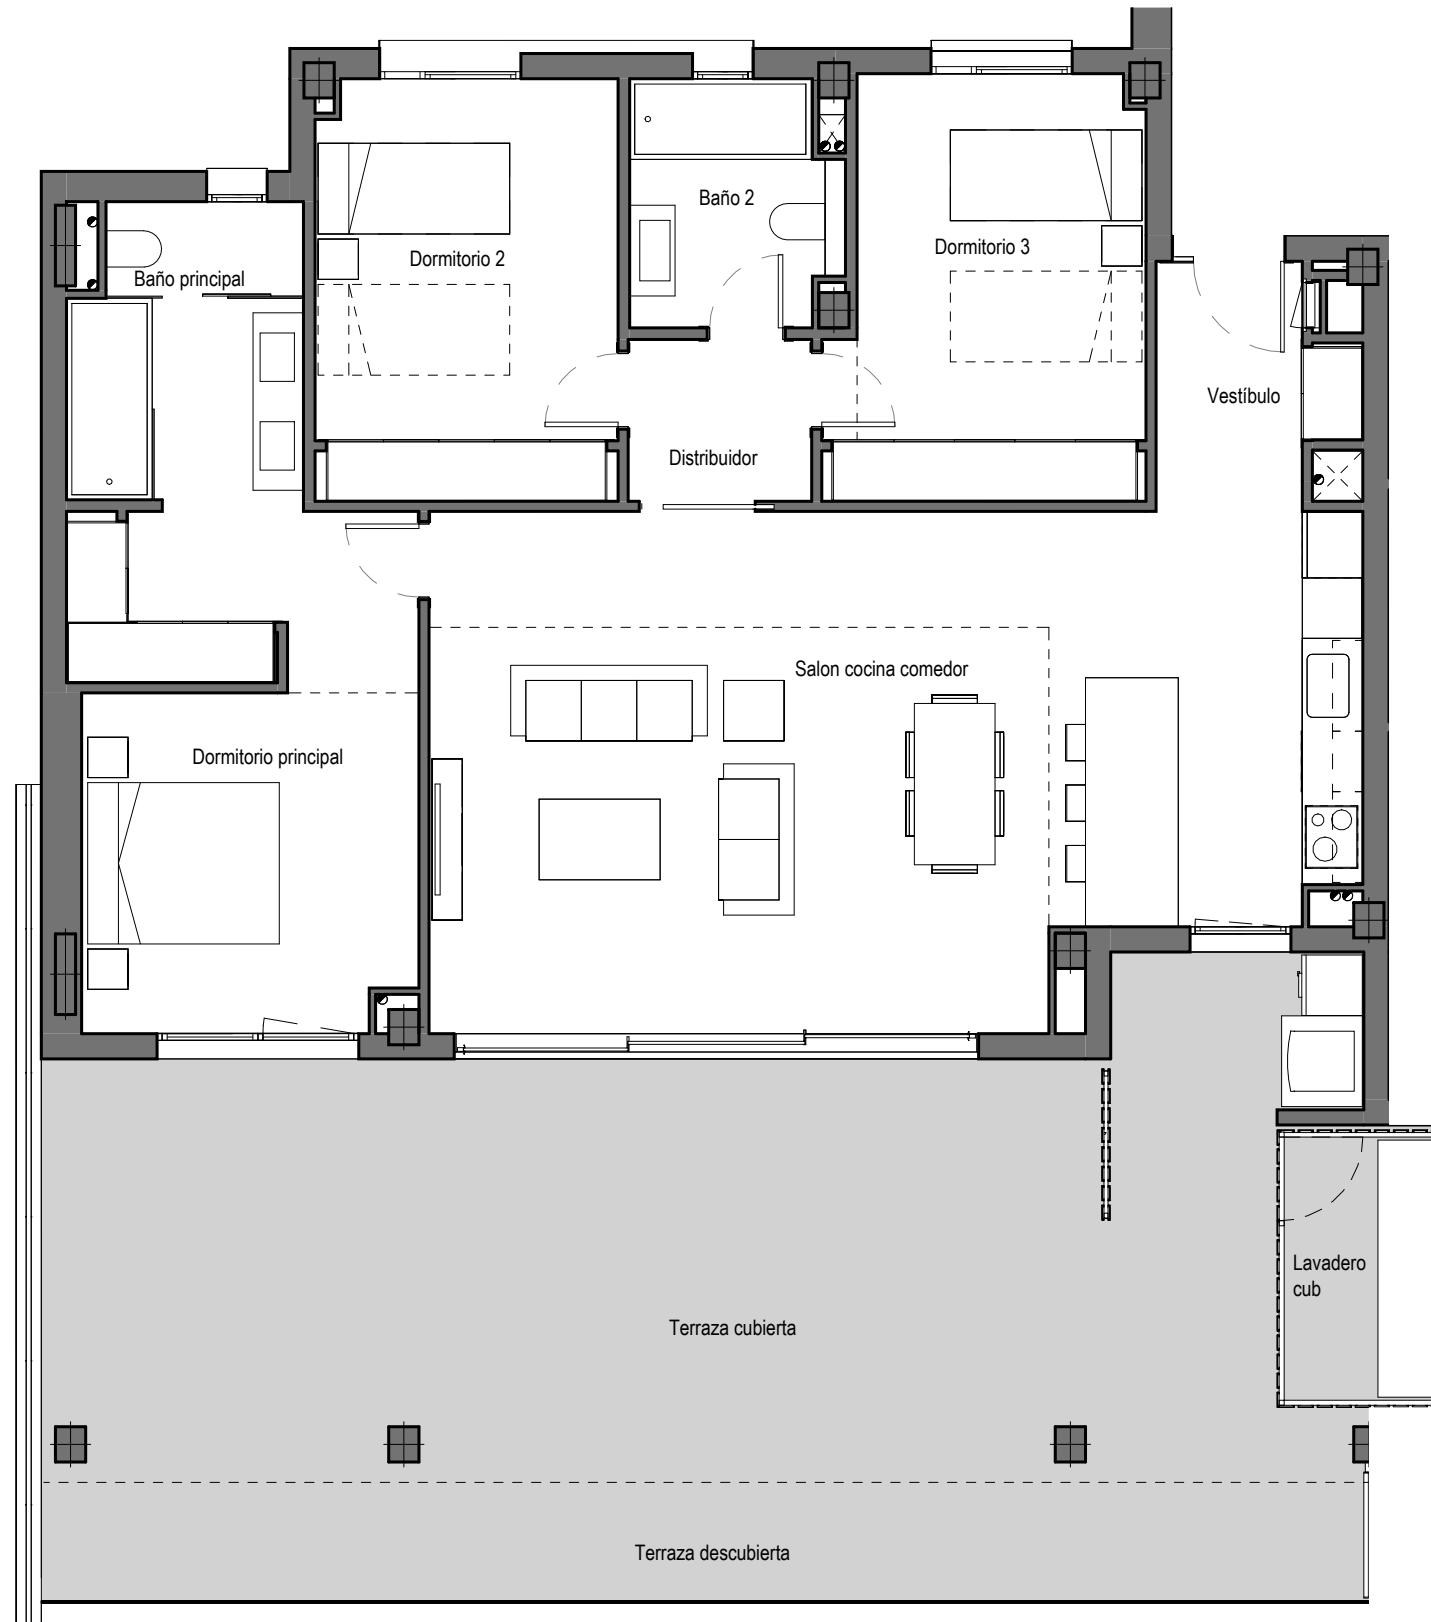 Baño 2
Dormitorio 2
Dormitorio 3
Baño principal
Vestíbulo
Distribuidor
Salon cocina comedor
Dormitorio principal
Lavadero
cub
Terraza cubierta
Terraza descubierta